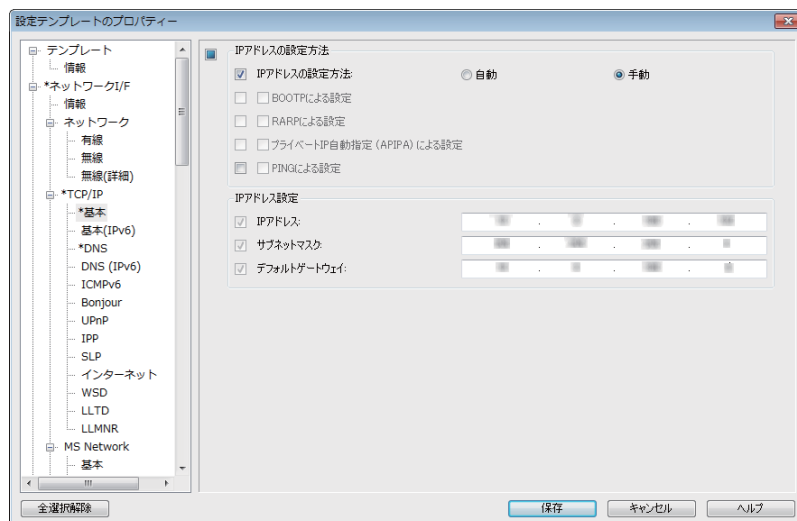 設定テンプレートのプロパティー
テンプレート
情報
*ネットワークI/F
情報
ネットワーク
有線
無線
無線(詳細)
*TCP/IP
*基本
基本(IPv6)
*DNS
DNS (IPv6)
ICMPv6
Bonjour
UPnP
IPP
SLP
インターネット
WSD
LLTD
LLMNR
MS Network
基本
IPアドレスの設定方法
IPアドレスの設定方法: 自動 手動
BOOTPによる設定
RARPによる設定
プライベートIP自動指定 (APIPA) による設定
PINGによる設定
IPアドレス設定
IPアドレス:
サブネットマスク:
デフォルトゲートウェイ:
全選択解除 保存 キャンセル ヘルプ